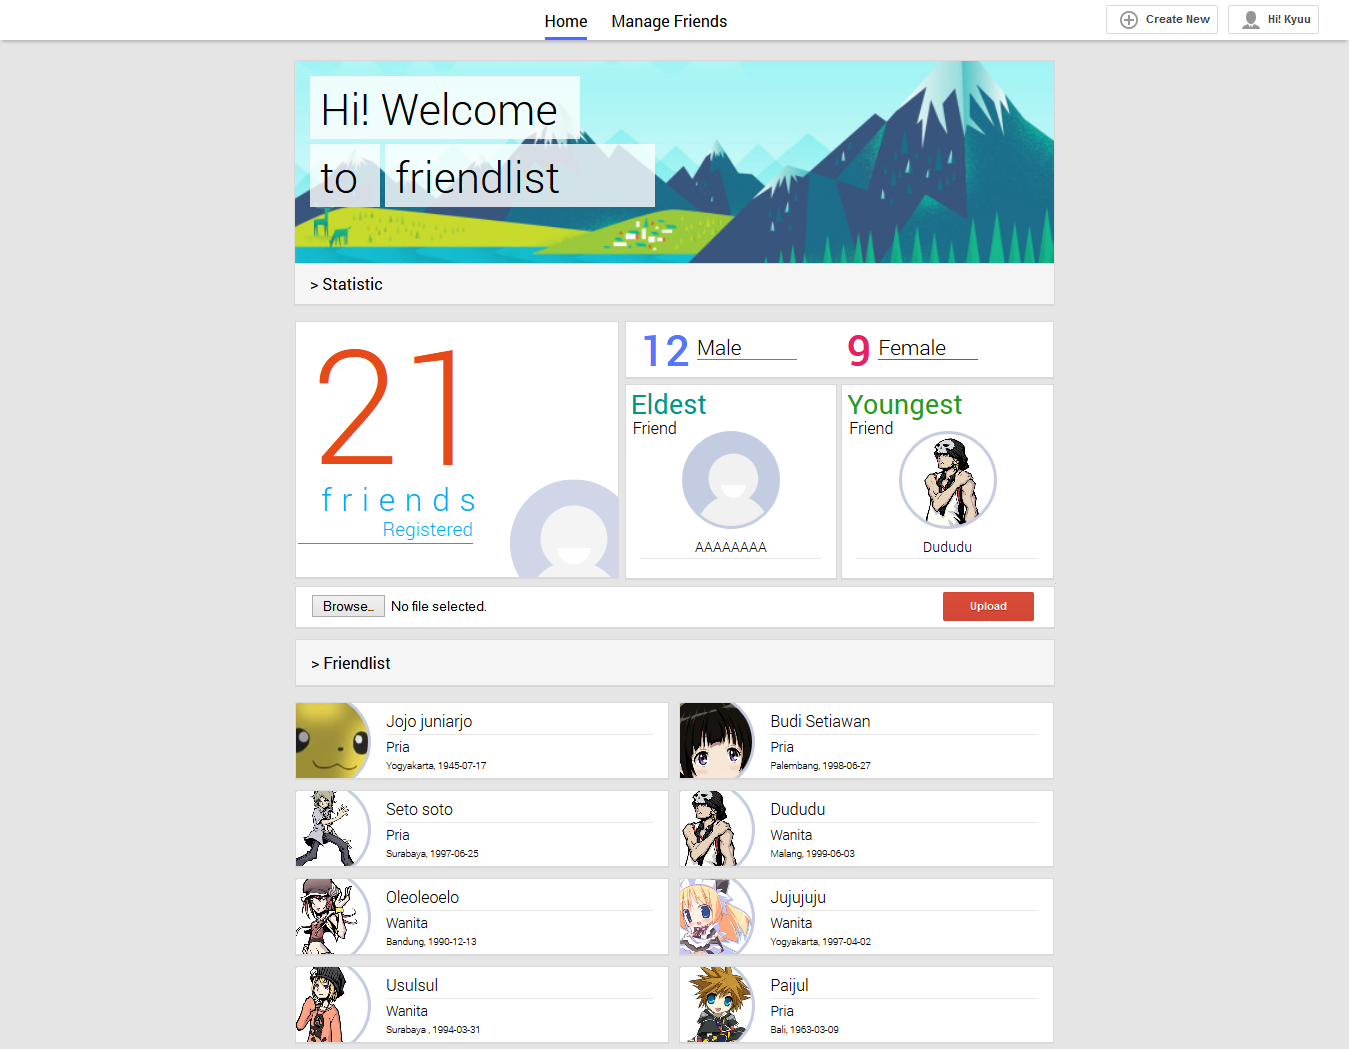 Home
Manage Friends
Create New
Hi! Kyuu
Hi! Welcome
to friendlist
> Statistic
21
friends
Registered
12 Male
9 Female
Eldest
Friend
AAAAAAAA
Youngest
Friend
Dududu
Browse_
No file selected.
Upload
> Friendlist
Jojo juniarjo
Pria
Yogyakarta, 1945-07-17
Budi Setiawan
Pria
Palembang, 1998-06-27
Seto soto
Pria
Surabaya, 1997-06-25
Dududu
Wanita
Malang, 1999-06-03
Oleoleoelo
Wanita
Bandung, 1990-12-13
Jujujuju
Wanita
Yogyakarta, 1997-04-02
Usulsul
Wanita
Surabaya , 1994-03-31
Paijul
Pria
Bali, 1963-03-09